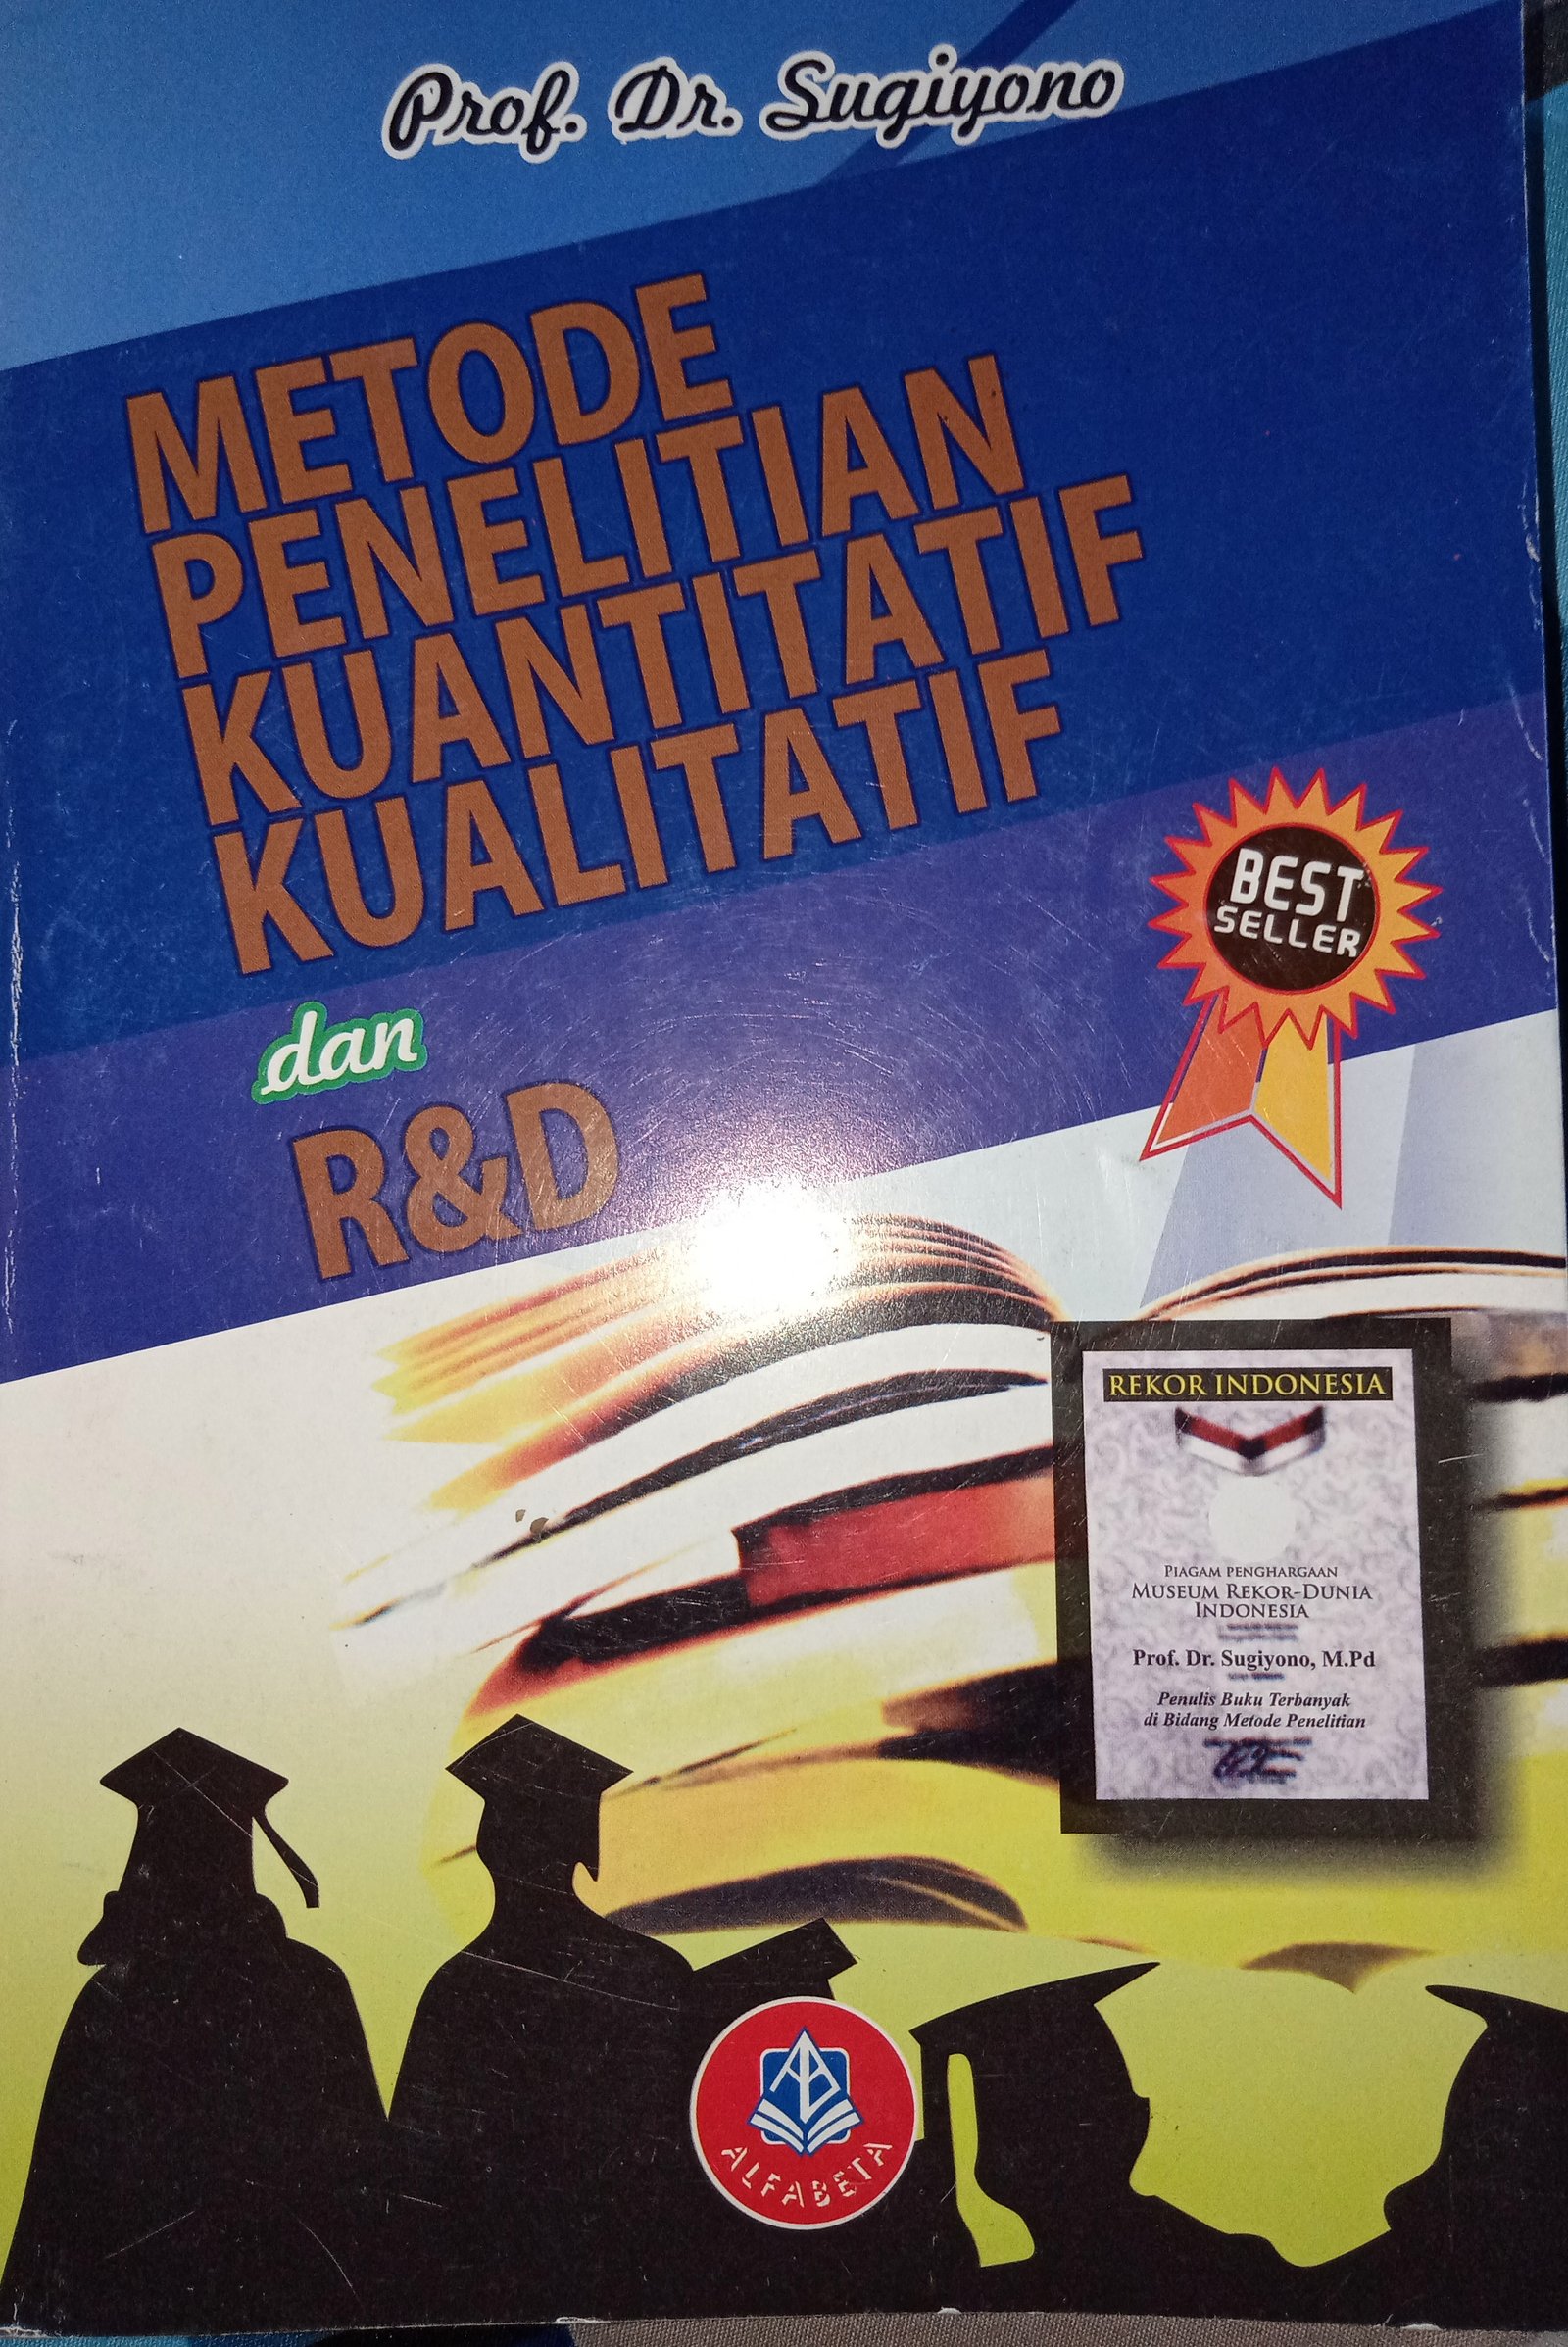 Prof. Dr. Sugiyono
METODE
PENELITIAN
KUANTITATIF
KUALITATIF
dan
R&D
BEST
SELLER
REKOR INDONESIA
PIAGAM PENGHARGAAN
MUSEUM REKOR-DUNIA
INDONESIA
Prof. Dr. Sugiyono, M.Pd
Penulis Buku Terbanyak
di Bidang Metode Penelitian
ALFABETA